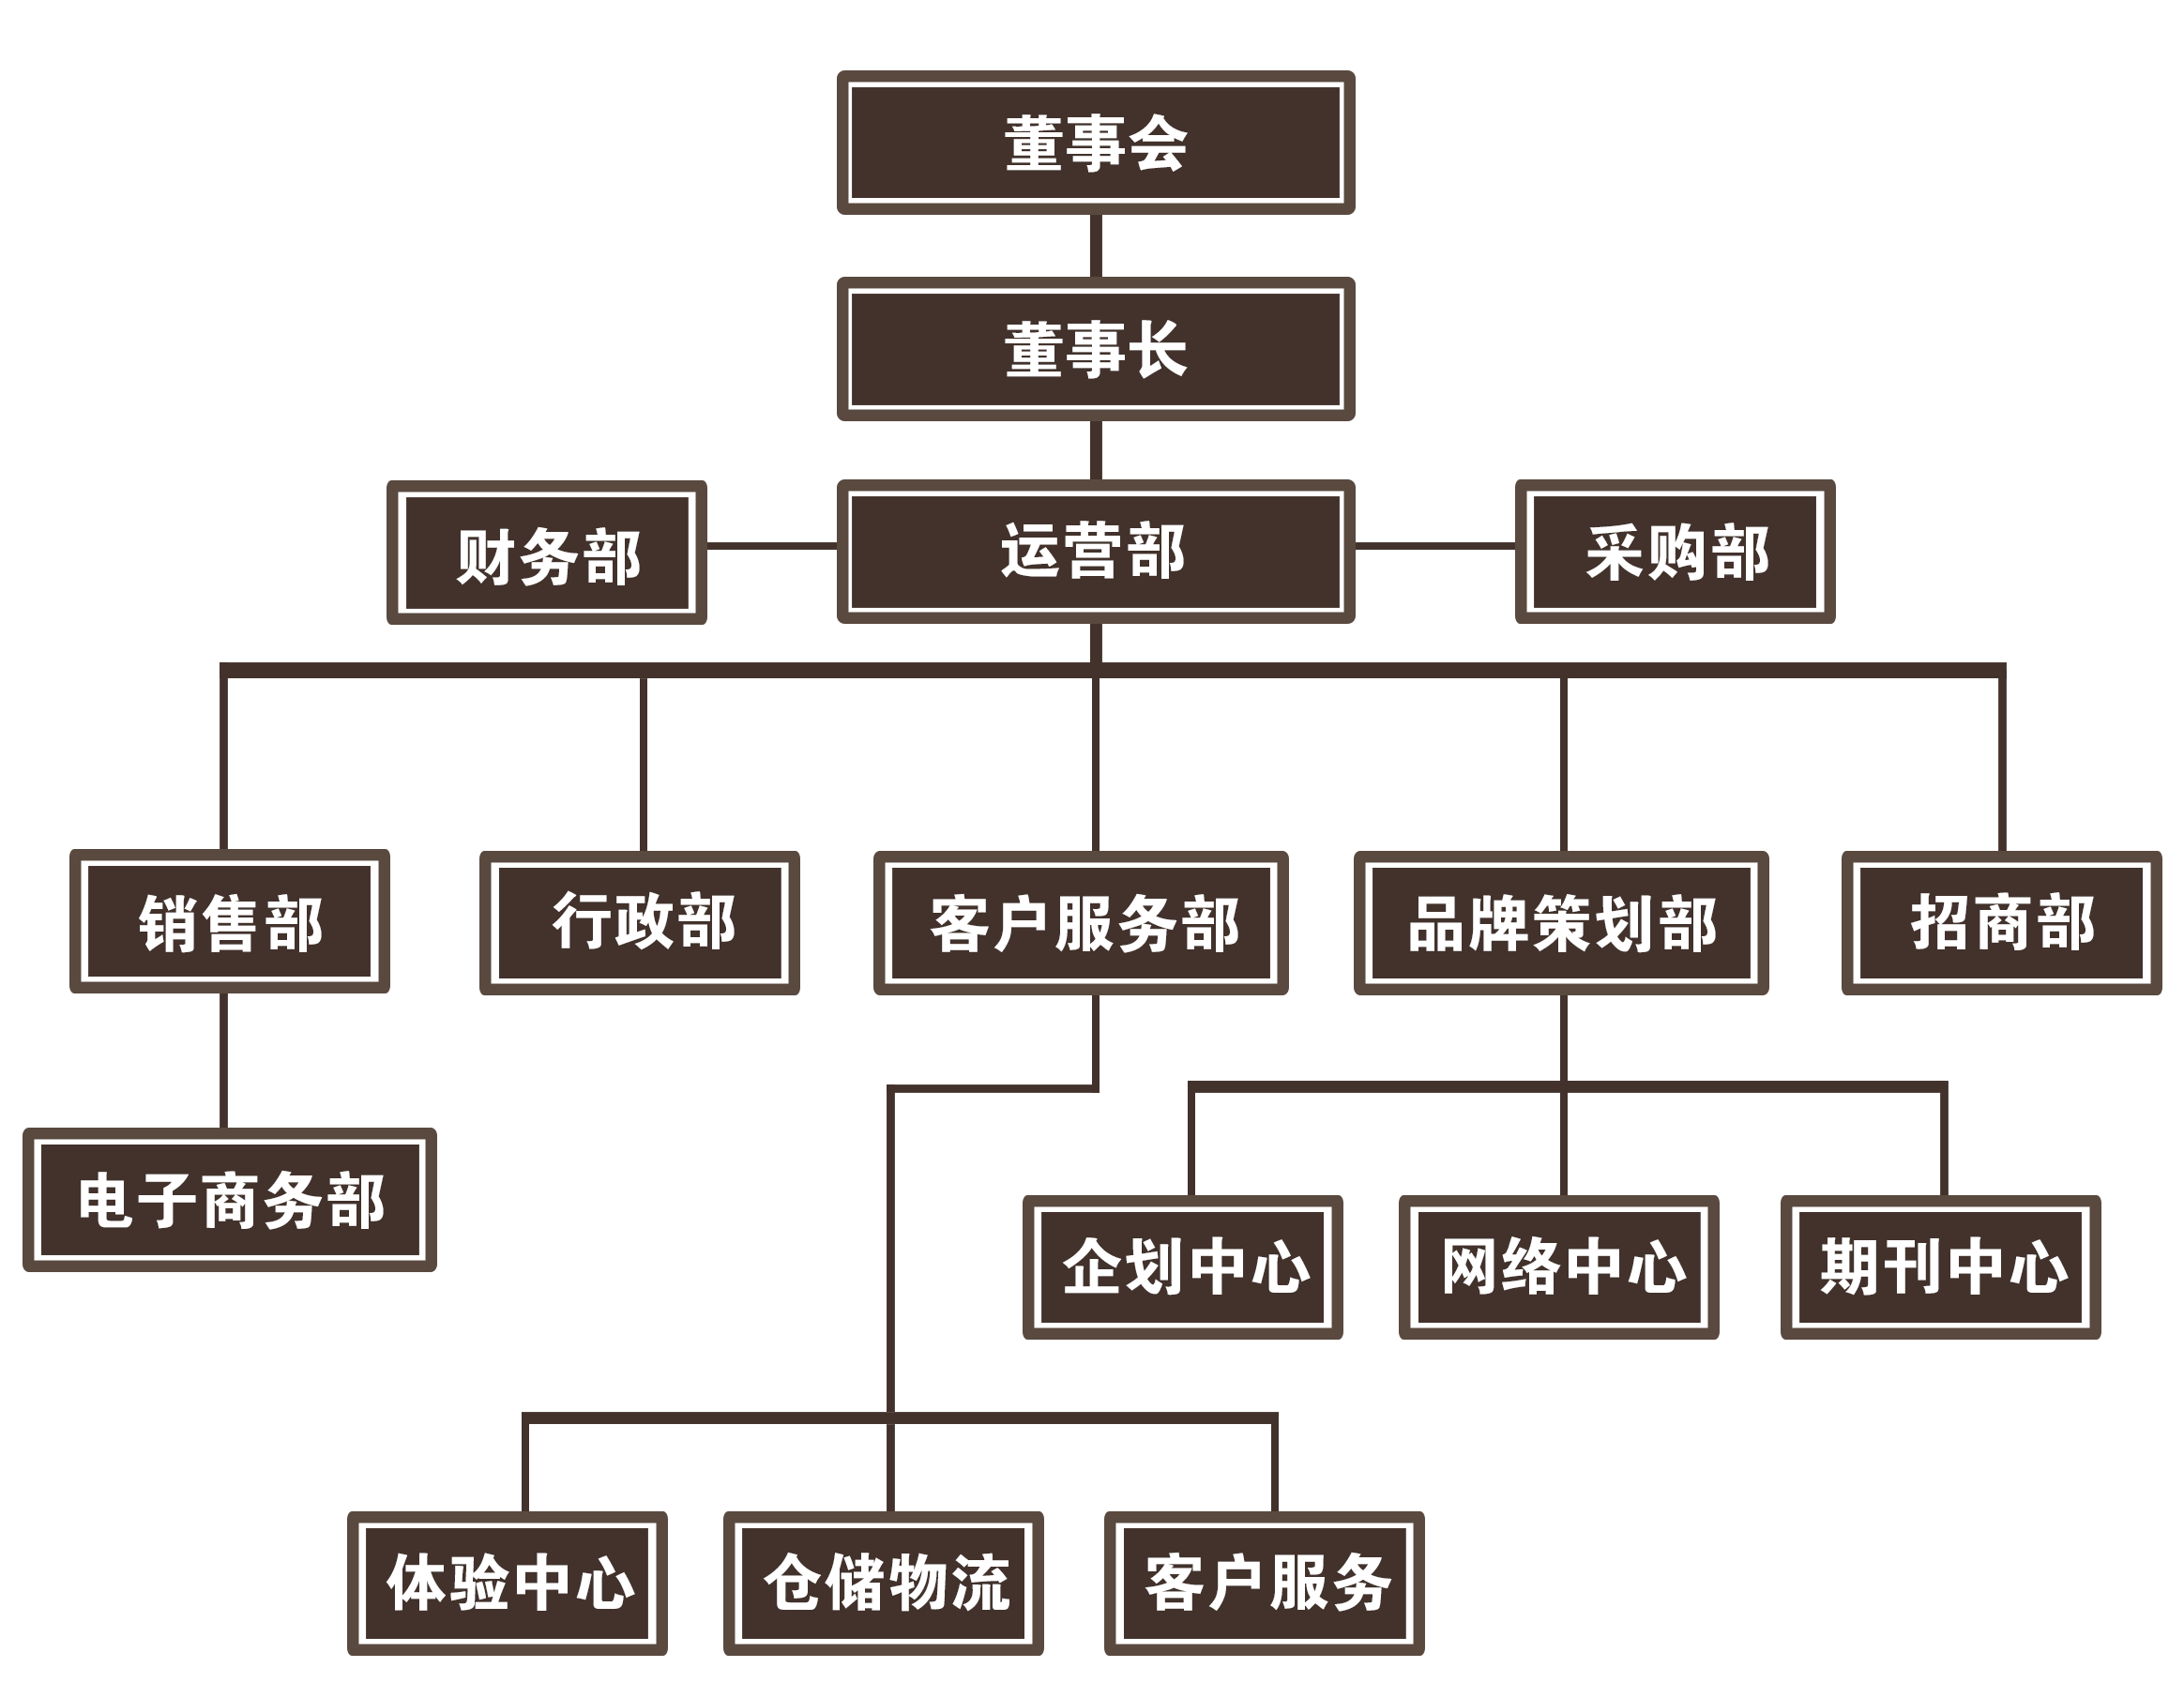 董事会
董事长
财务部
运营部
采购部
销售部
行政部
客户服务部
品牌策划部
招商部
电子商务部
企划中心
网络中心
期刊中心
体验中心
仓储物流
客户服务